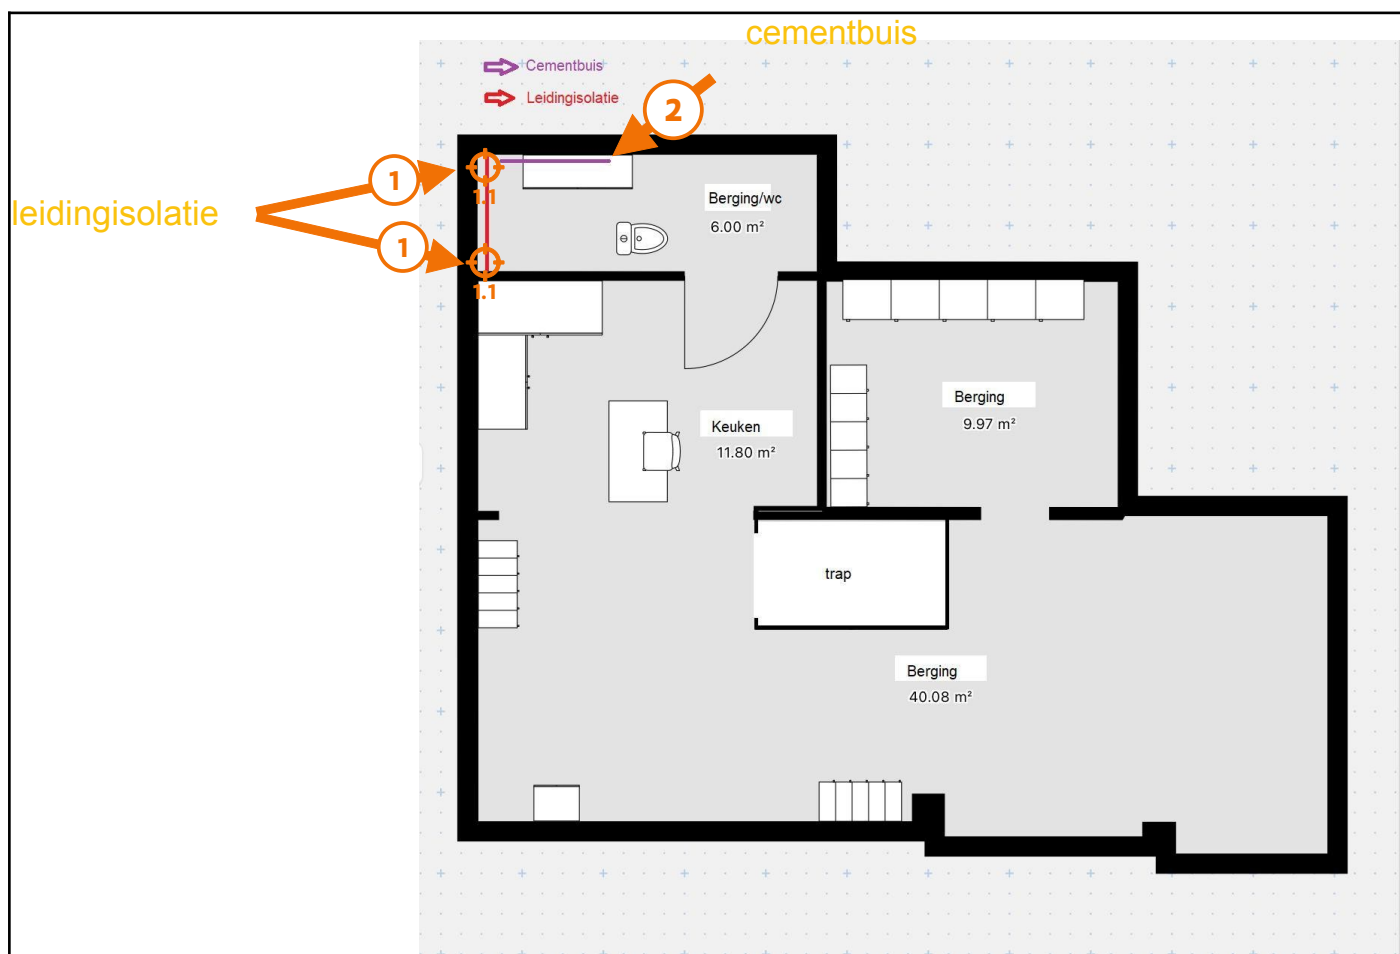 cementbuis
Cementbuis
Leidingisolatie
2
1
1.1
leidingisolatie
1
1.1
Berging/wc
6.00 m²
Berging
9.97 m²
Keuken
11.80 m²
trap
Berging
40.08 m²